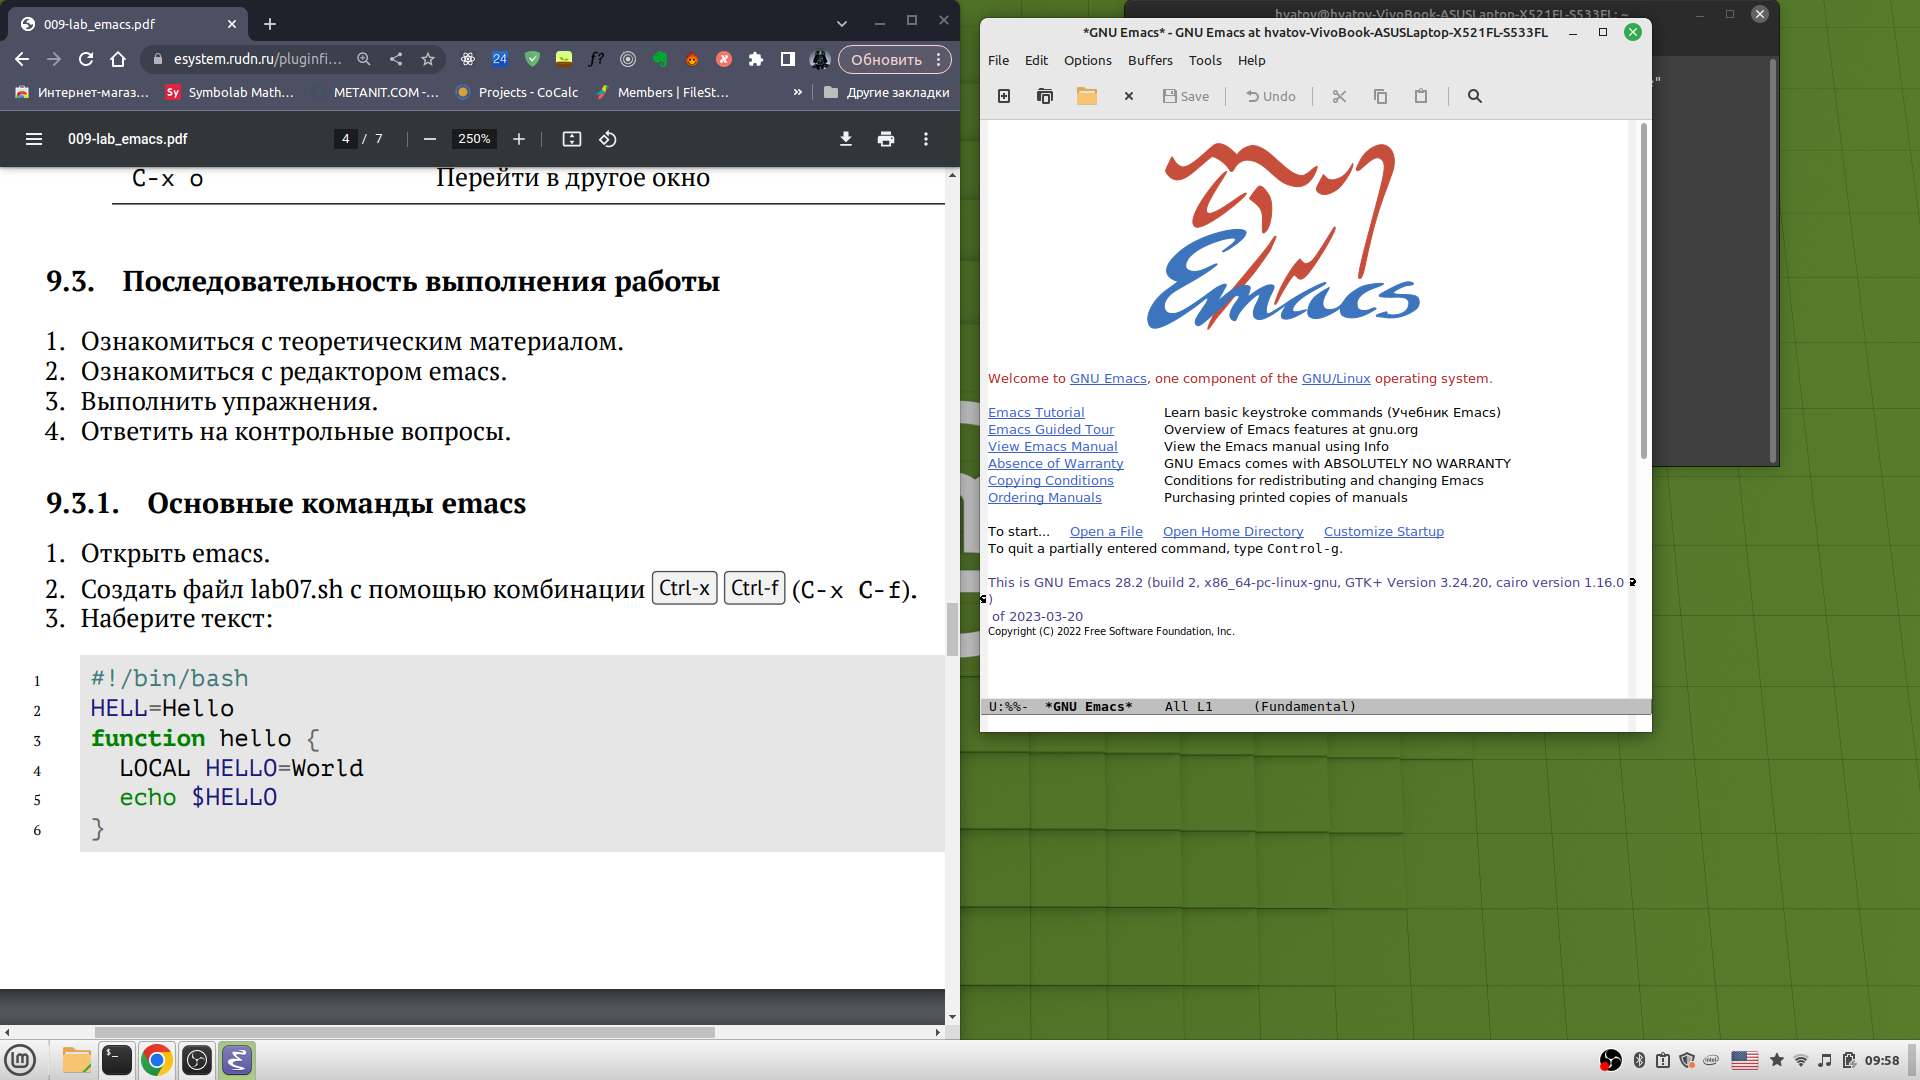 009-lab_emacs.pdf
esystem.rudn.ru/pluginfi...
24
Обновить
Интернет-магаз...
Symbolab Math...
METANIT.COM -...
Projects - CoCalc
Members | FileSt...
»
Другие закладки
009-lab_emacs.pdf
4 / 7
250%
C-x o Перейти в другое окно
9.3. Последовательность выполнения работы
1. Ознакомиться с теоретическим материалом.
2. Ознакомиться с редактором emacs.
3. Выполнить упражнения.
4. Ответить на контрольные вопросы.
9.3.1. Основные команды emacs
1. Открыть emacs.
2. Создать файл lab07.sh с помощью комбинации Ctrl-x Ctrl-f (C-x C-f).
3. Наберите текст:
1 #!/bin/bash
2 HELL=Hello
3 function hello {
4 LOCAL HELLO=World
5 echo $HELLO
6 }
hvatov@hvatov-VivoBook-ASUSLaptop-X521FL-S533FL: ~
*GNU Emacs* - GNU Emacs at hvatov-VivoBook-ASUSLaptop-X521FL-S533FL
File Edit Options Buffers Tools Help
Save Undo
Emacs
Welcome to GNU Emacs, one component of the GNU/Linux operating system.
Emacs Tutorial Learn basic keystroke commands (Учебник Emacs)
Emacs Guided Tour Overview of Emacs features at gnu.org
View Emacs Manual View the Emacs manual using Info
Absence of Warranty GNU Emacs comes with ABSOLUTELY NO WARRANTY
Copying Conditions Conditions for redistributing and changing Emacs
Ordering Manuals Purchasing printed copies of manuals
To start... Open a File Open Home Directory Customize Startup
To quit a partially entered command, type Control-g.
This is GNU Emacs 28.2 (build 2, x86_64-pc-linux-gnu, GTK+ Version 3.24.20, cairo version 1.16.0
)
of 2023-03-20
Copyright (C) 2022 Free Software Foundation, Inc.
U:%%- *GNU Emacs* All L1 (Fundamental)
09:58